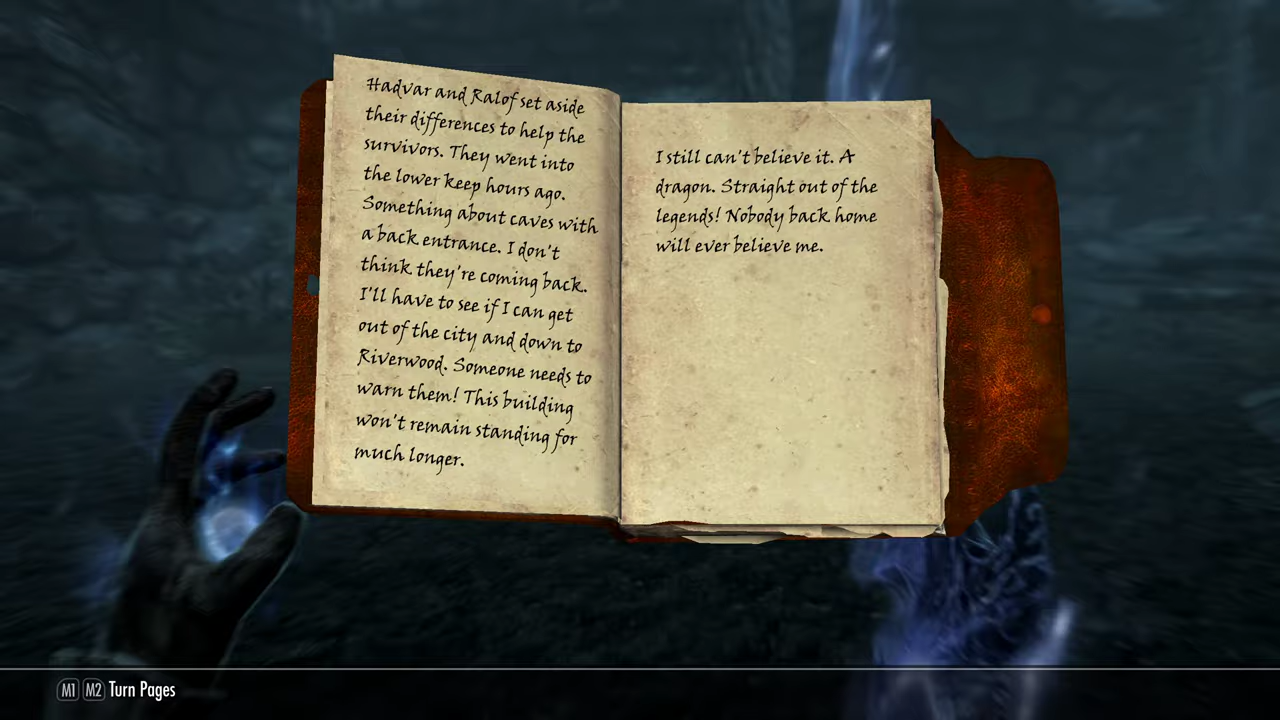 Hadvar and Ralof set aside
their differences to help the
survivors. They went into
the lower keep hours ago.
Something about caves with
a back entrance. I don't
think they're coming back.
I'll have to see if I can get
out of the city and down to
Riverwood. Someone needs to
warn them! This building
won't remain standing for
much longer.
I still can't believe it. A
dragon. Straight out of the
legends! Nobody back home
will ever believe me.
M1 M2 Turn Pages